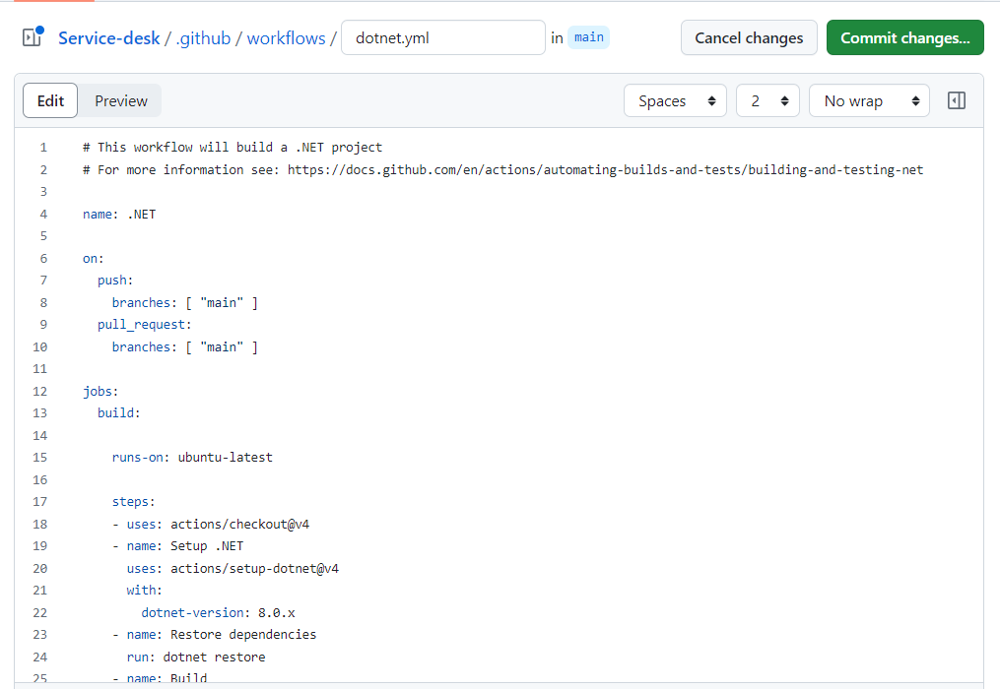 Service-desk / .github / workflows / dotnet.yml in main Cancel changes Commit changes...
Edit Preview Spaces 2 No wrap
1 # This workflow will build a .NET project
2 # For more information see: https://docs.github.com/en/actions/automating-builds-and-tests/building-and-testing-net
3
4 name: .NET
5
6 on:
7 push:
8 branches: [ "main" ]
9 pull_request:
10 branches: [ "main" ]
11
12 jobs:
13 build:
14
15 runs-on: ubuntu-latest
16
17 steps:
18 - uses: actions/checkout@v4
19 - name: Setup .NET
20 uses: actions/setup-dotnet@v4
21 with:
22 dotnet-version: 8.0.x
23 - name: Restore dependencies
24 run: dotnet restore
25 - name: Build